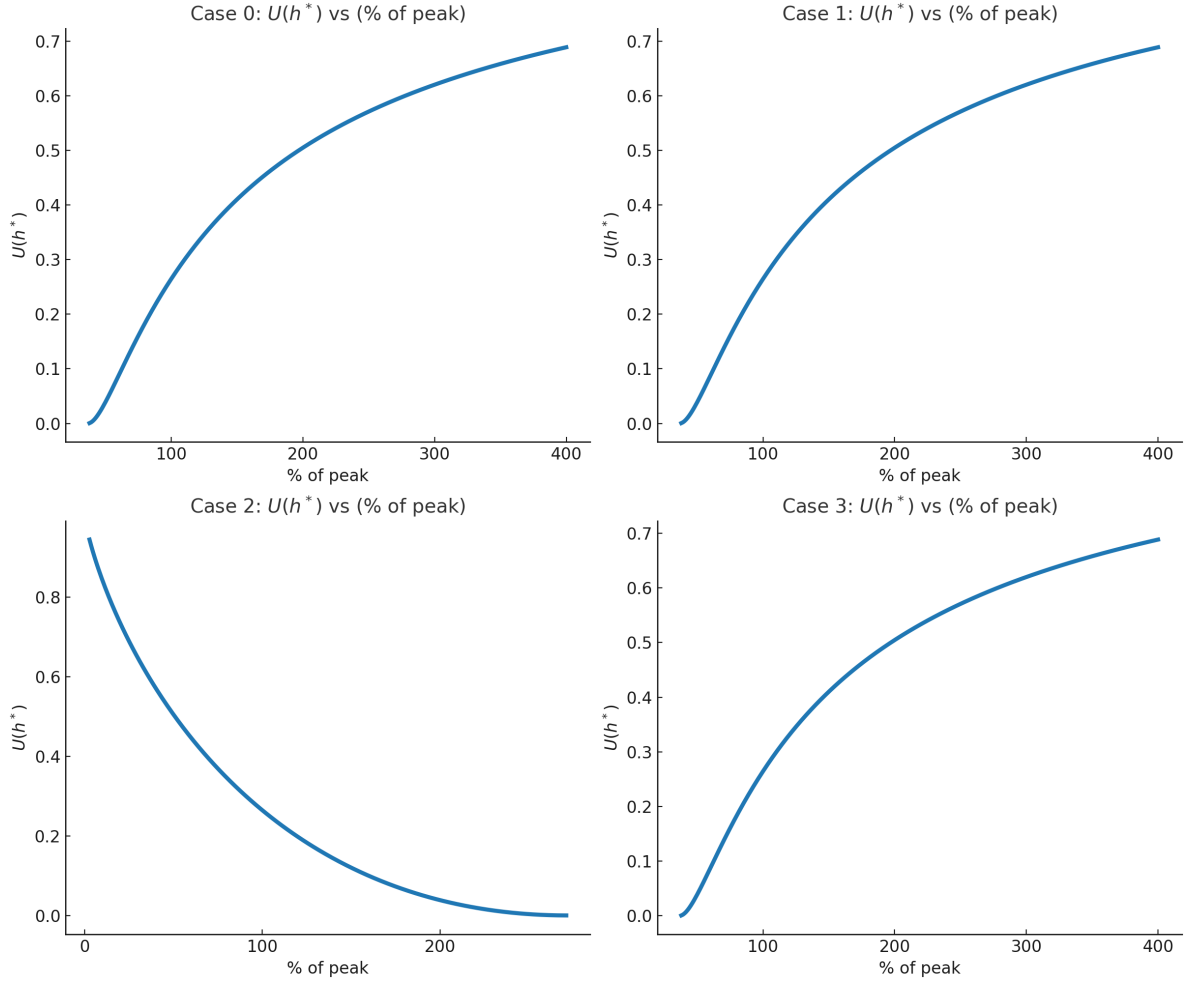 Case 0: U(h*) vs (% of peak)
0.7
0.6
0.5
0.4
0.3
0.2
0.1
0.0
U(h*)
100 200 300 400
% of peak
Case 1: U(h*) vs (% of peak)
0.7
0.6
0.5
0.4
0.3
0.2
0.1
0.0
U(h*)
100 200 300 400
% of peak
Case 2: U(h*) vs (% of peak)
0.8
0.6
0.4
0.2
0.0
U(h*)
0 100 200
% of peak
Case 3: U(h*) vs (% of peak)
0.7
0.6
0.5
0.4
0.3
0.2
0.1
0.0
U(h*)
100 200 300 400
% of peak